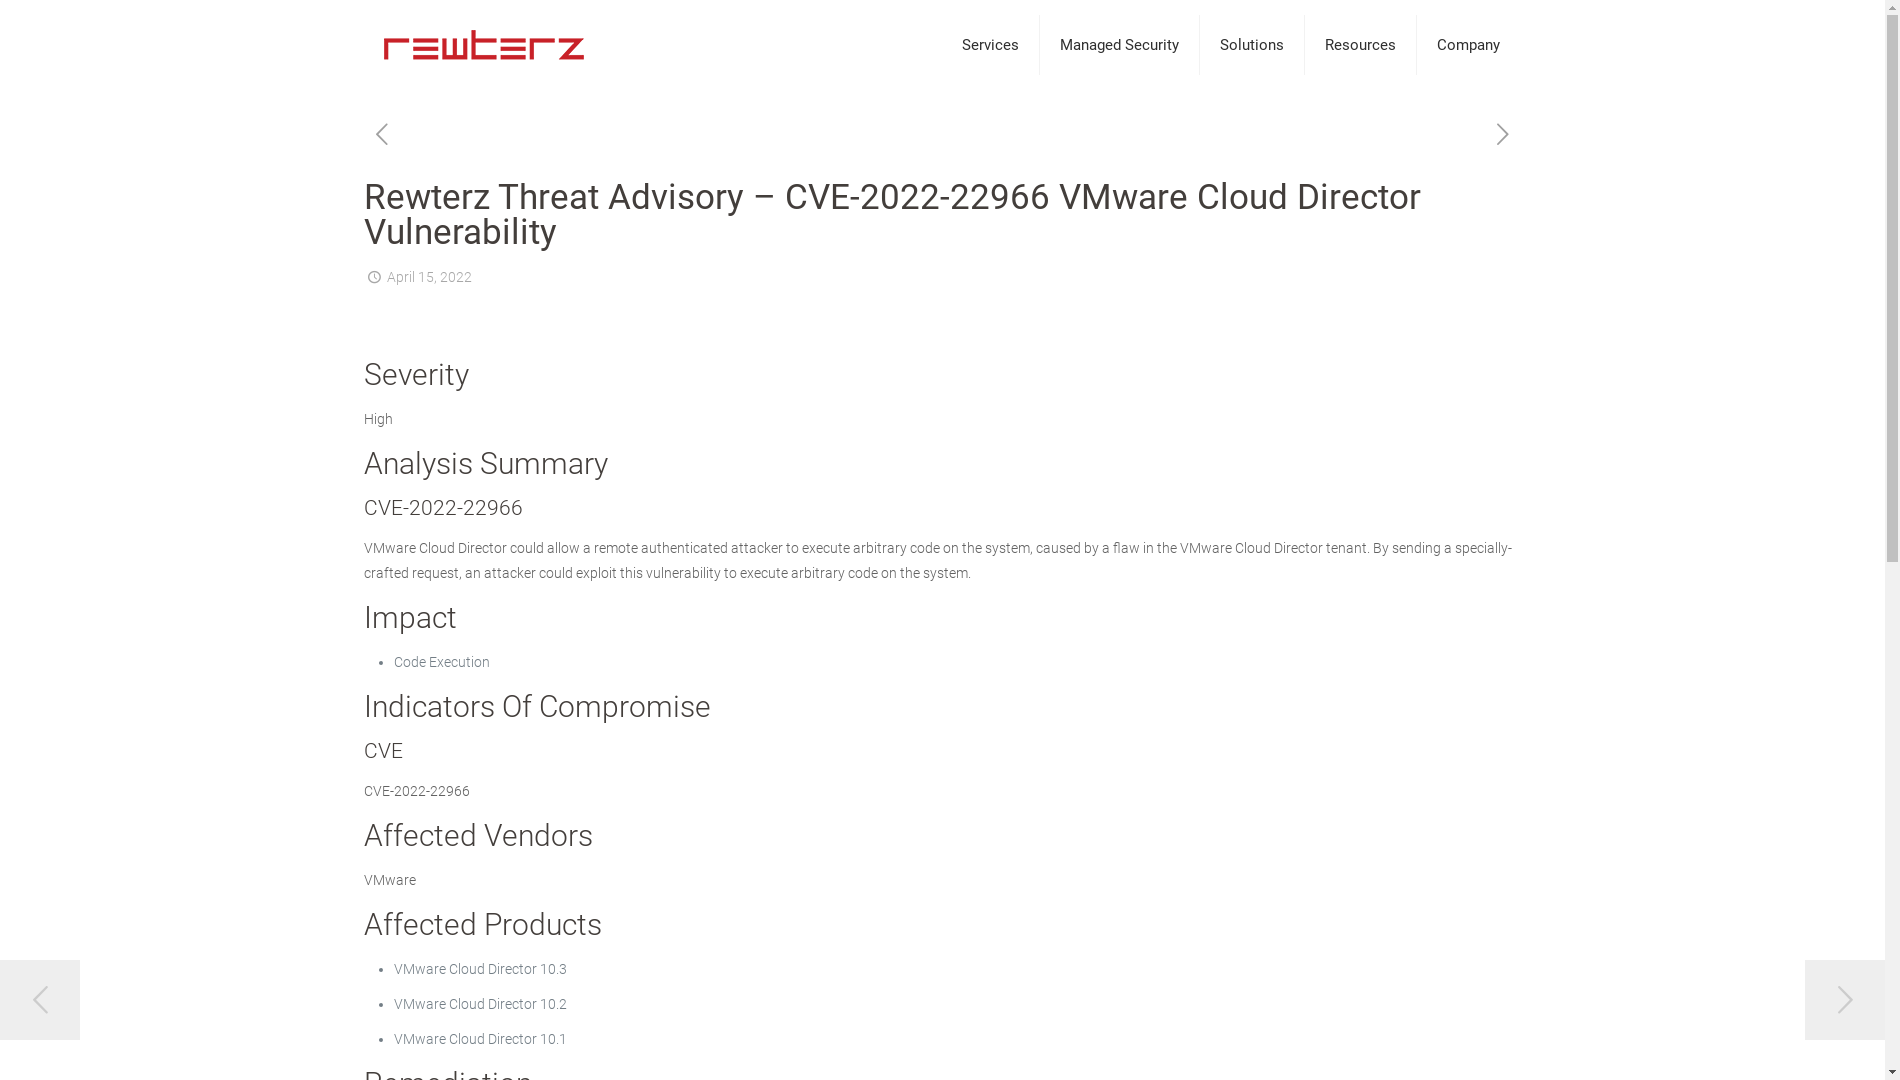 rewterz
Services
Managed Security
Solutions
Resources
Company
Rewterz Threat Advisory – CVE-2022-22966 VMware Cloud Director
Vulnerability
April 15, 2022
Severity
High
Analysis Summary
CVE-2022-22966
VMware Cloud Director could allow a remote authenticated attacker to execute arbitrary code on the system, caused by a flaw in the VMware Cloud Director tenant. By sending a specially-
crafted request, an attacker could exploit this vulnerability to execute arbitrary code on the system.
Impact
• Code Execution
Indicators Of Compromise
CVE
CVE-2022-22966
Affected Vendors
VMware
Affected Products
• VMware Cloud Director 10.3
• VMware Cloud Director 10.2
• VMware Cloud Director 10.1
Remediation